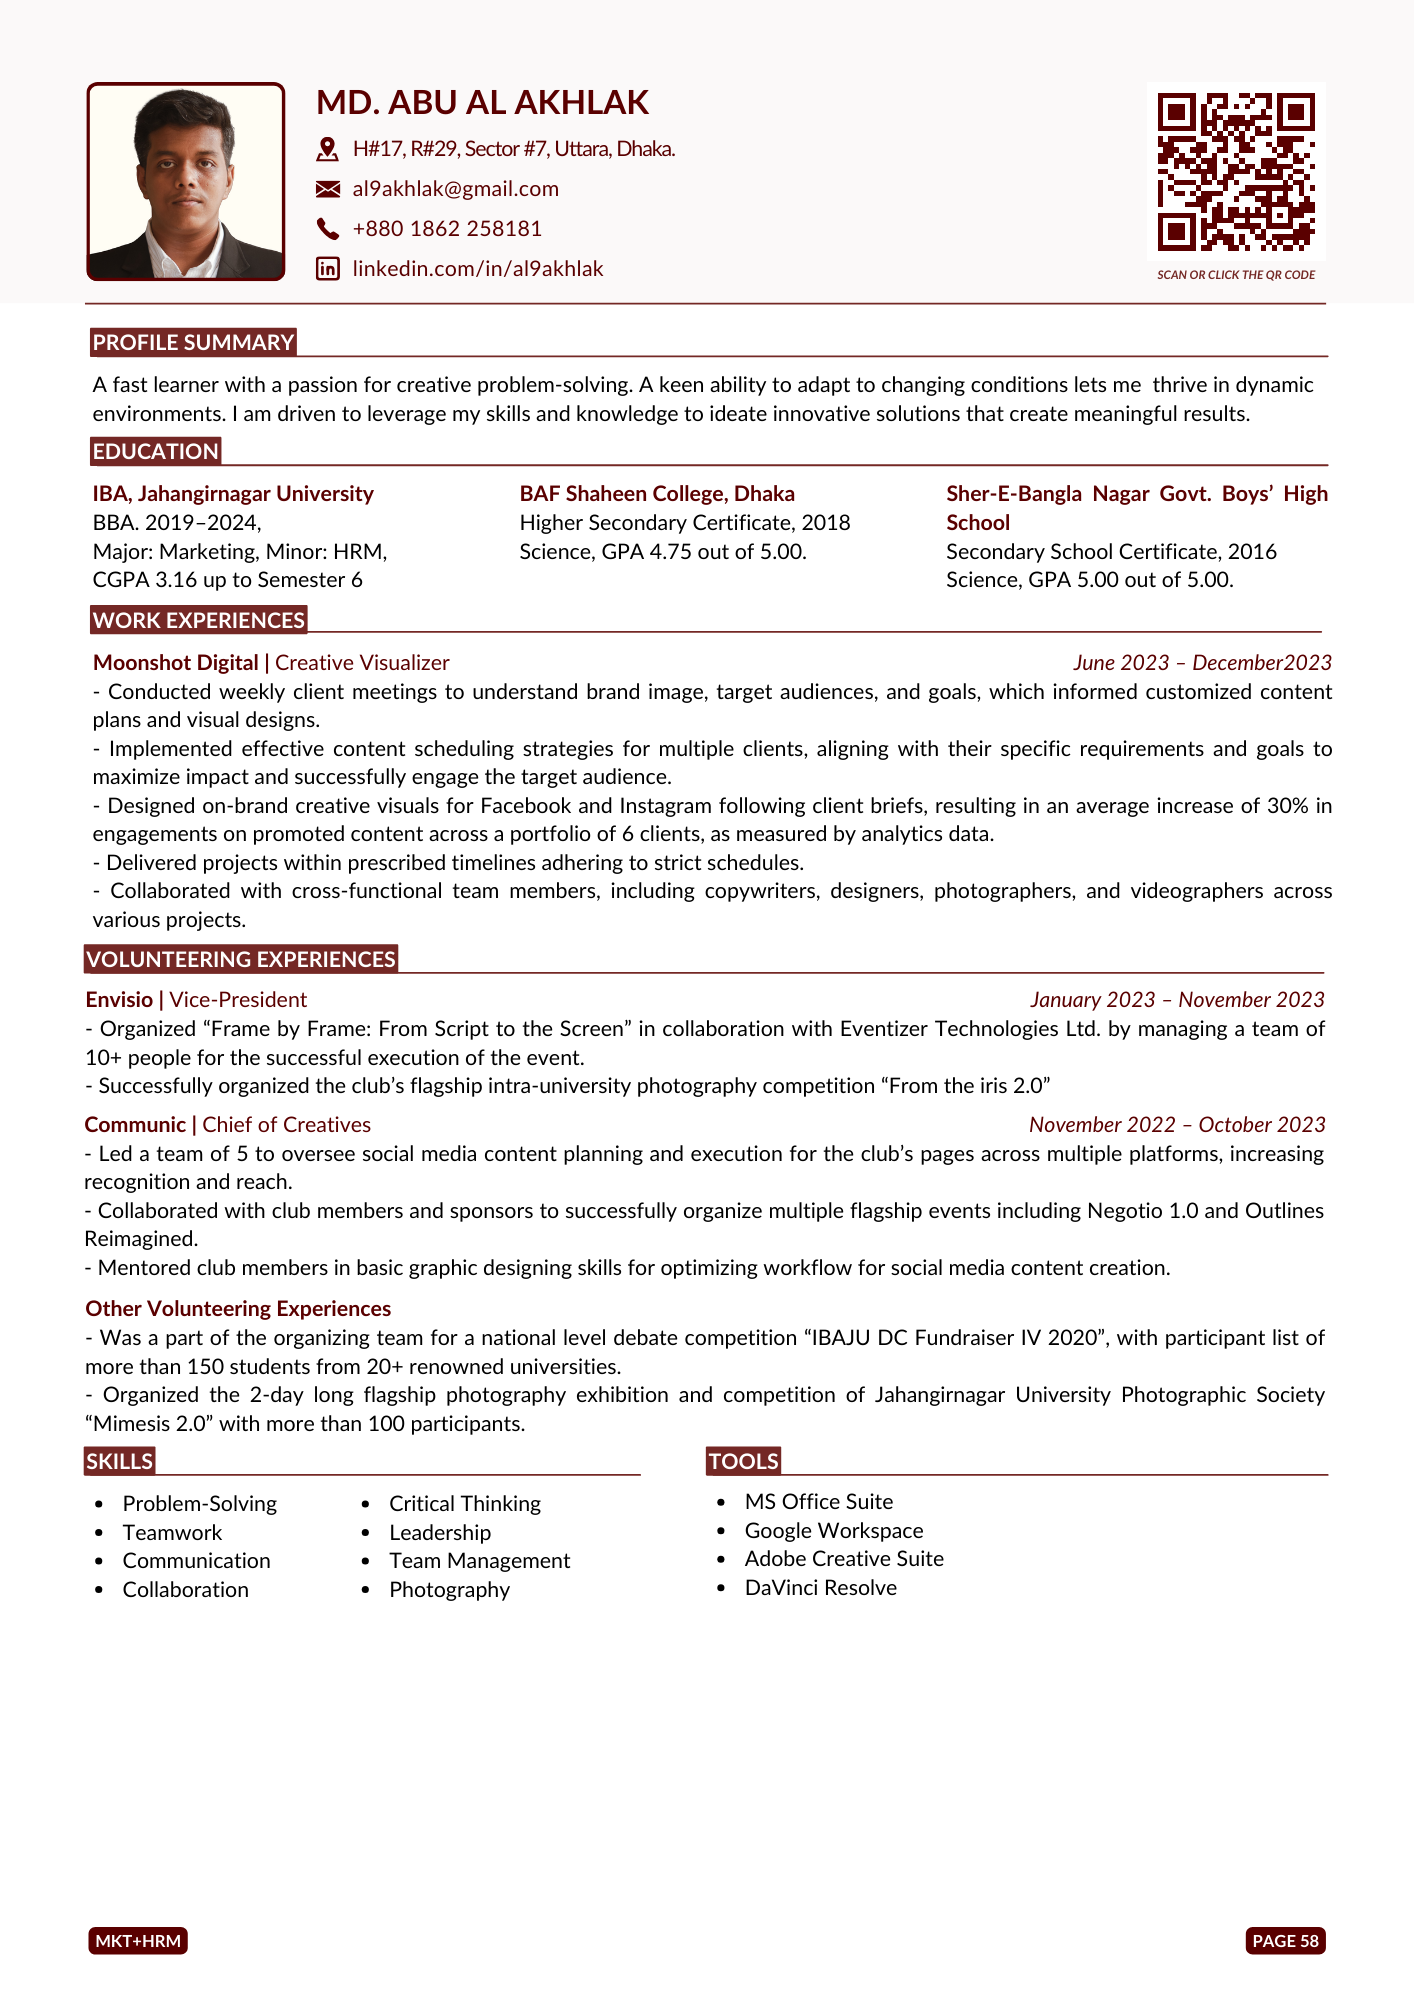 MD. ABU AL AKHLAK
H#17, R#29, Sector #7, Uttara, Dhaka.
al9akhlak@gmail.com
+880 1862 258181
linkedin.com/in/al9akhlak
SCAN OR CLICK THE QR CODE
PROFILE SUMMARY
A fast learner with a passion for creative problem-solving. A keen ability to adapt to changing conditions lets me  thrive in dynamic
environments. I am driven to leverage my skills and knowledge to ideate innovative solutions that create meaningful results.
EDUCATION
IBA, Jahangirnagar University
BBA. 2019–2024,
Major: Marketing, Minor: HRM,
CGPA 3.16 up to Semester 6
BAF Shaheen College, Dhaka
Higher Secondary Certificate, 2018
Science, GPA 4.75 out of 5.00.
Sher-E-Bangla Nagar Govt. Boys’ High
School
Secondary School Certificate, 2016
Science, GPA 5.00 out of 5.00.
WORK EXPERIENCES
Moonshot Digital | Creative Visualizer June 2023 – December2023
- Conducted weekly client meetings to understand brand image, target audiences, and goals, which informed customized content
plans and visual designs.
- Implemented effective content scheduling strategies for multiple clients, aligning with their specific requirements and goals to
maximize impact and successfully engage the target audience.
- Designed on-brand creative visuals for Facebook and Instagram following client briefs, resulting in an average increase of 30% in
engagements on promoted content across a portfolio of 6 clients, as measured by analytics data.
- Delivered projects within prescribed timelines adhering to strict schedules.
- Collaborated with cross-functional team members, including copywriters, designers, photographers, and videographers across
various projects.
VOLUNTEERING EXPERIENCES
Envisio | Vice-President January 2023 – November 2023
- Organized “Frame by Frame: From Script to the Screen” in collaboration with Eventizer Technologies Ltd. by managing a team of
10+ people for the successful execution of the event.
- Successfully organized the club’s flagship intra-university photography competition “From the iris 2.0”
Communic | Chief of Creatives November 2022 – October 2023
- Led a team of 5 to oversee social media content planning and execution for the club’s pages across multiple platforms, increasing
recognition and reach.
- Collaborated with club members and sponsors to successfully organize multiple flagship events including Negotio 1.0 and Outlines
Reimagined.
- Mentored club members in basic graphic designing skills for optimizing workflow for social media content creation.
Other Volunteering Experiences
- Was a part of the organizing team for a national level debate competition “IBAJU DC Fundraiser IV 2020”, with participant list of
more than 150 students from 20+ renowned universities.
- Organized the 2-day long flagship photography exhibition and competition of Jahangirnagar University Photographic Society
“Mimesis 2.0” with more than 100 participants.
SKILLS
• Problem-Solving
• Teamwork
• Communication
• Collaboration
• Critical Thinking
• Leadership
• Team Management
• Photography
TOOLS
• MS Office Suite
• Google Workspace
• Adobe Creative Suite
• DaVinci Resolve
MKT+HRM
PAGE 58